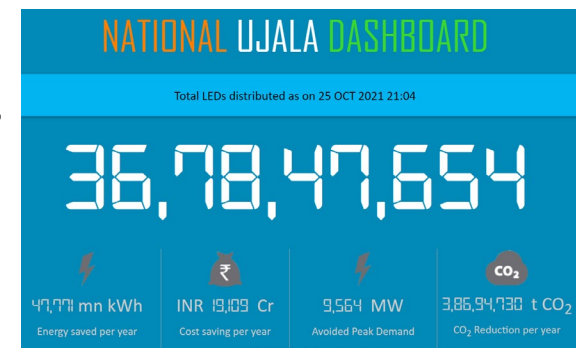 NATIONAL UJALA DASHBOARD
Total LEDs distributed as on 25 OCT 2021 21:04
36,78,47,654
₹
CO2
47,771 mn kWh
INR 19,109 Cr
9,564 MW
3,86,94,730 t CO2
Energy saved per year
Cost saving per year
Avoided Peak Demand
CO2 Reduction per year